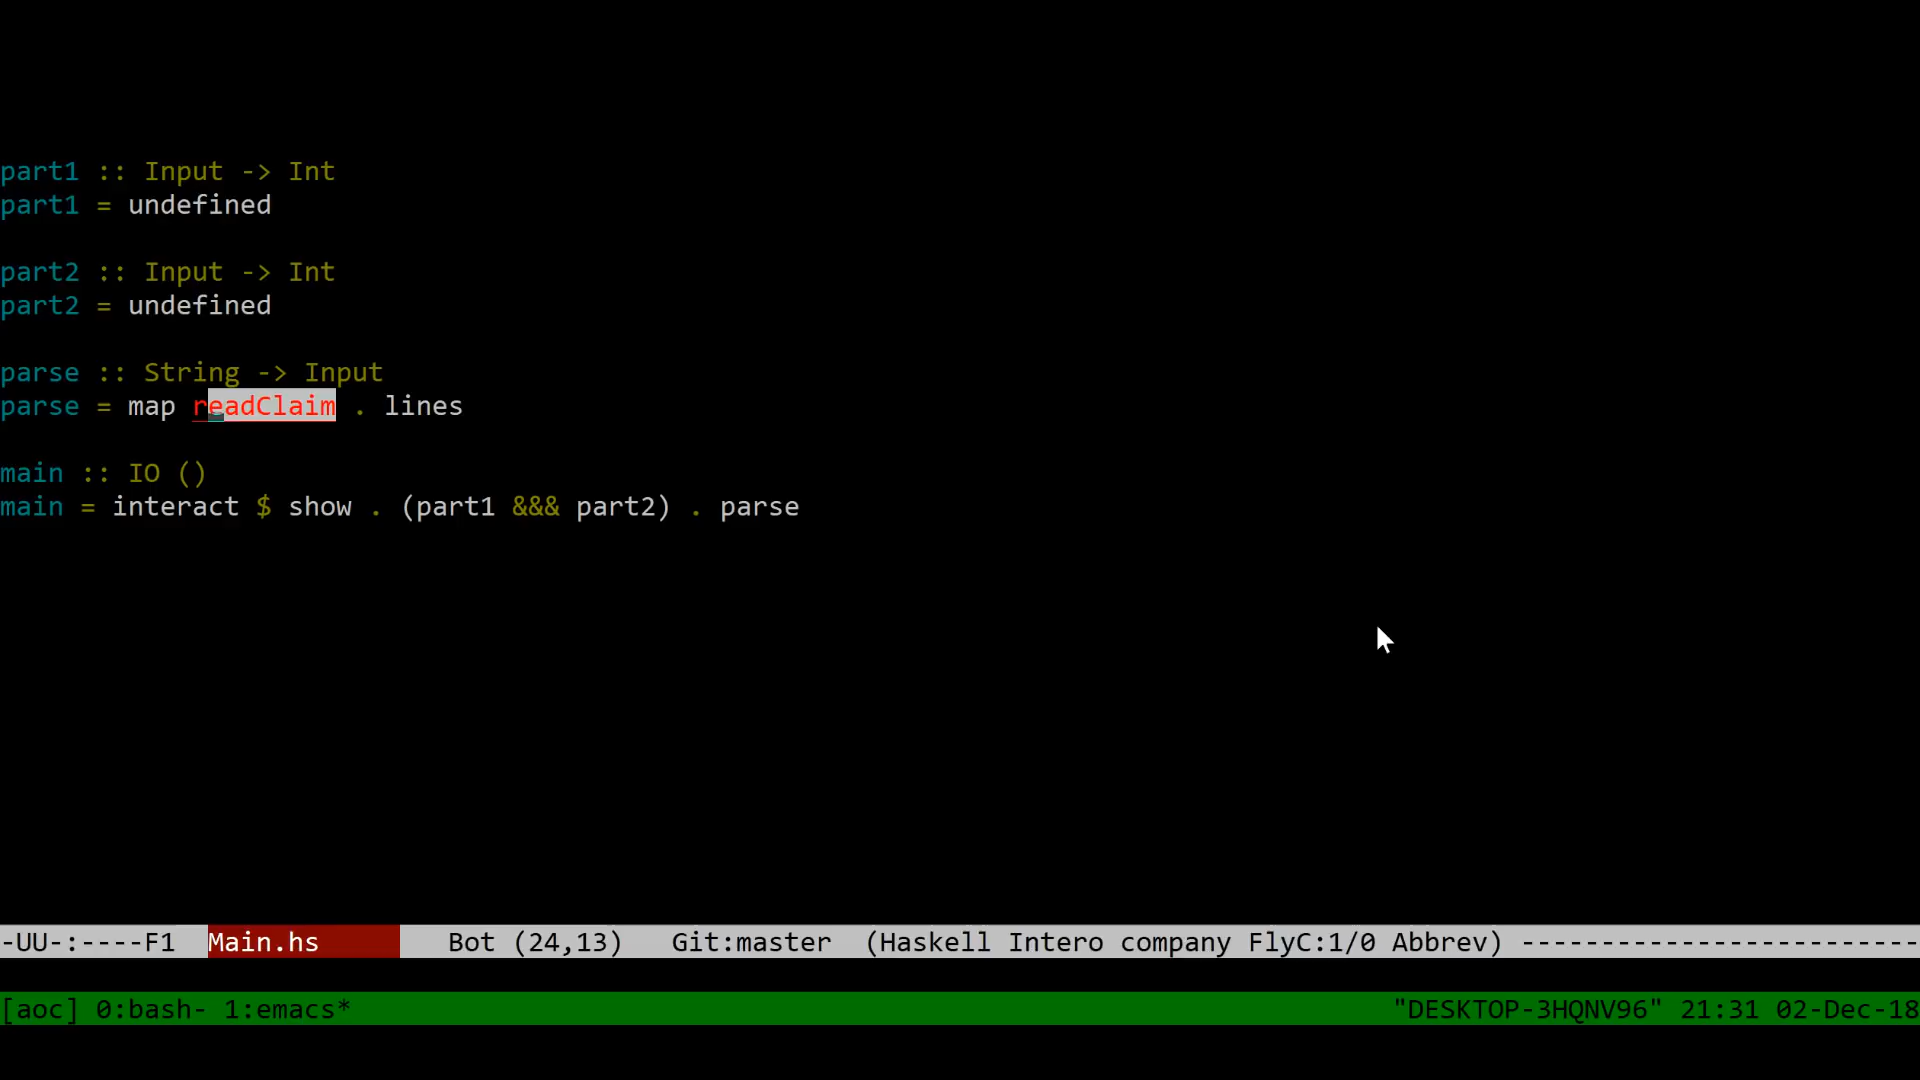 part1 :: Input -> Int
part1 = undefined
part2 :: Input -> Int
part2 = undefined
parse :: String -> Input
parse = map readClaim . lines
main :: IO ()
main = interact $ show . (part1 &&& part2) . parse
-UU-:----F1  Main.hs        Bot (24,13)   Git:master  (Haskell Intero company FlyC:1/0 Abbrev) -------------------------
[aoc] 0:bash- 1:emacs* "DESKTOP-3HQNV96" 21:31 02-Dec-18